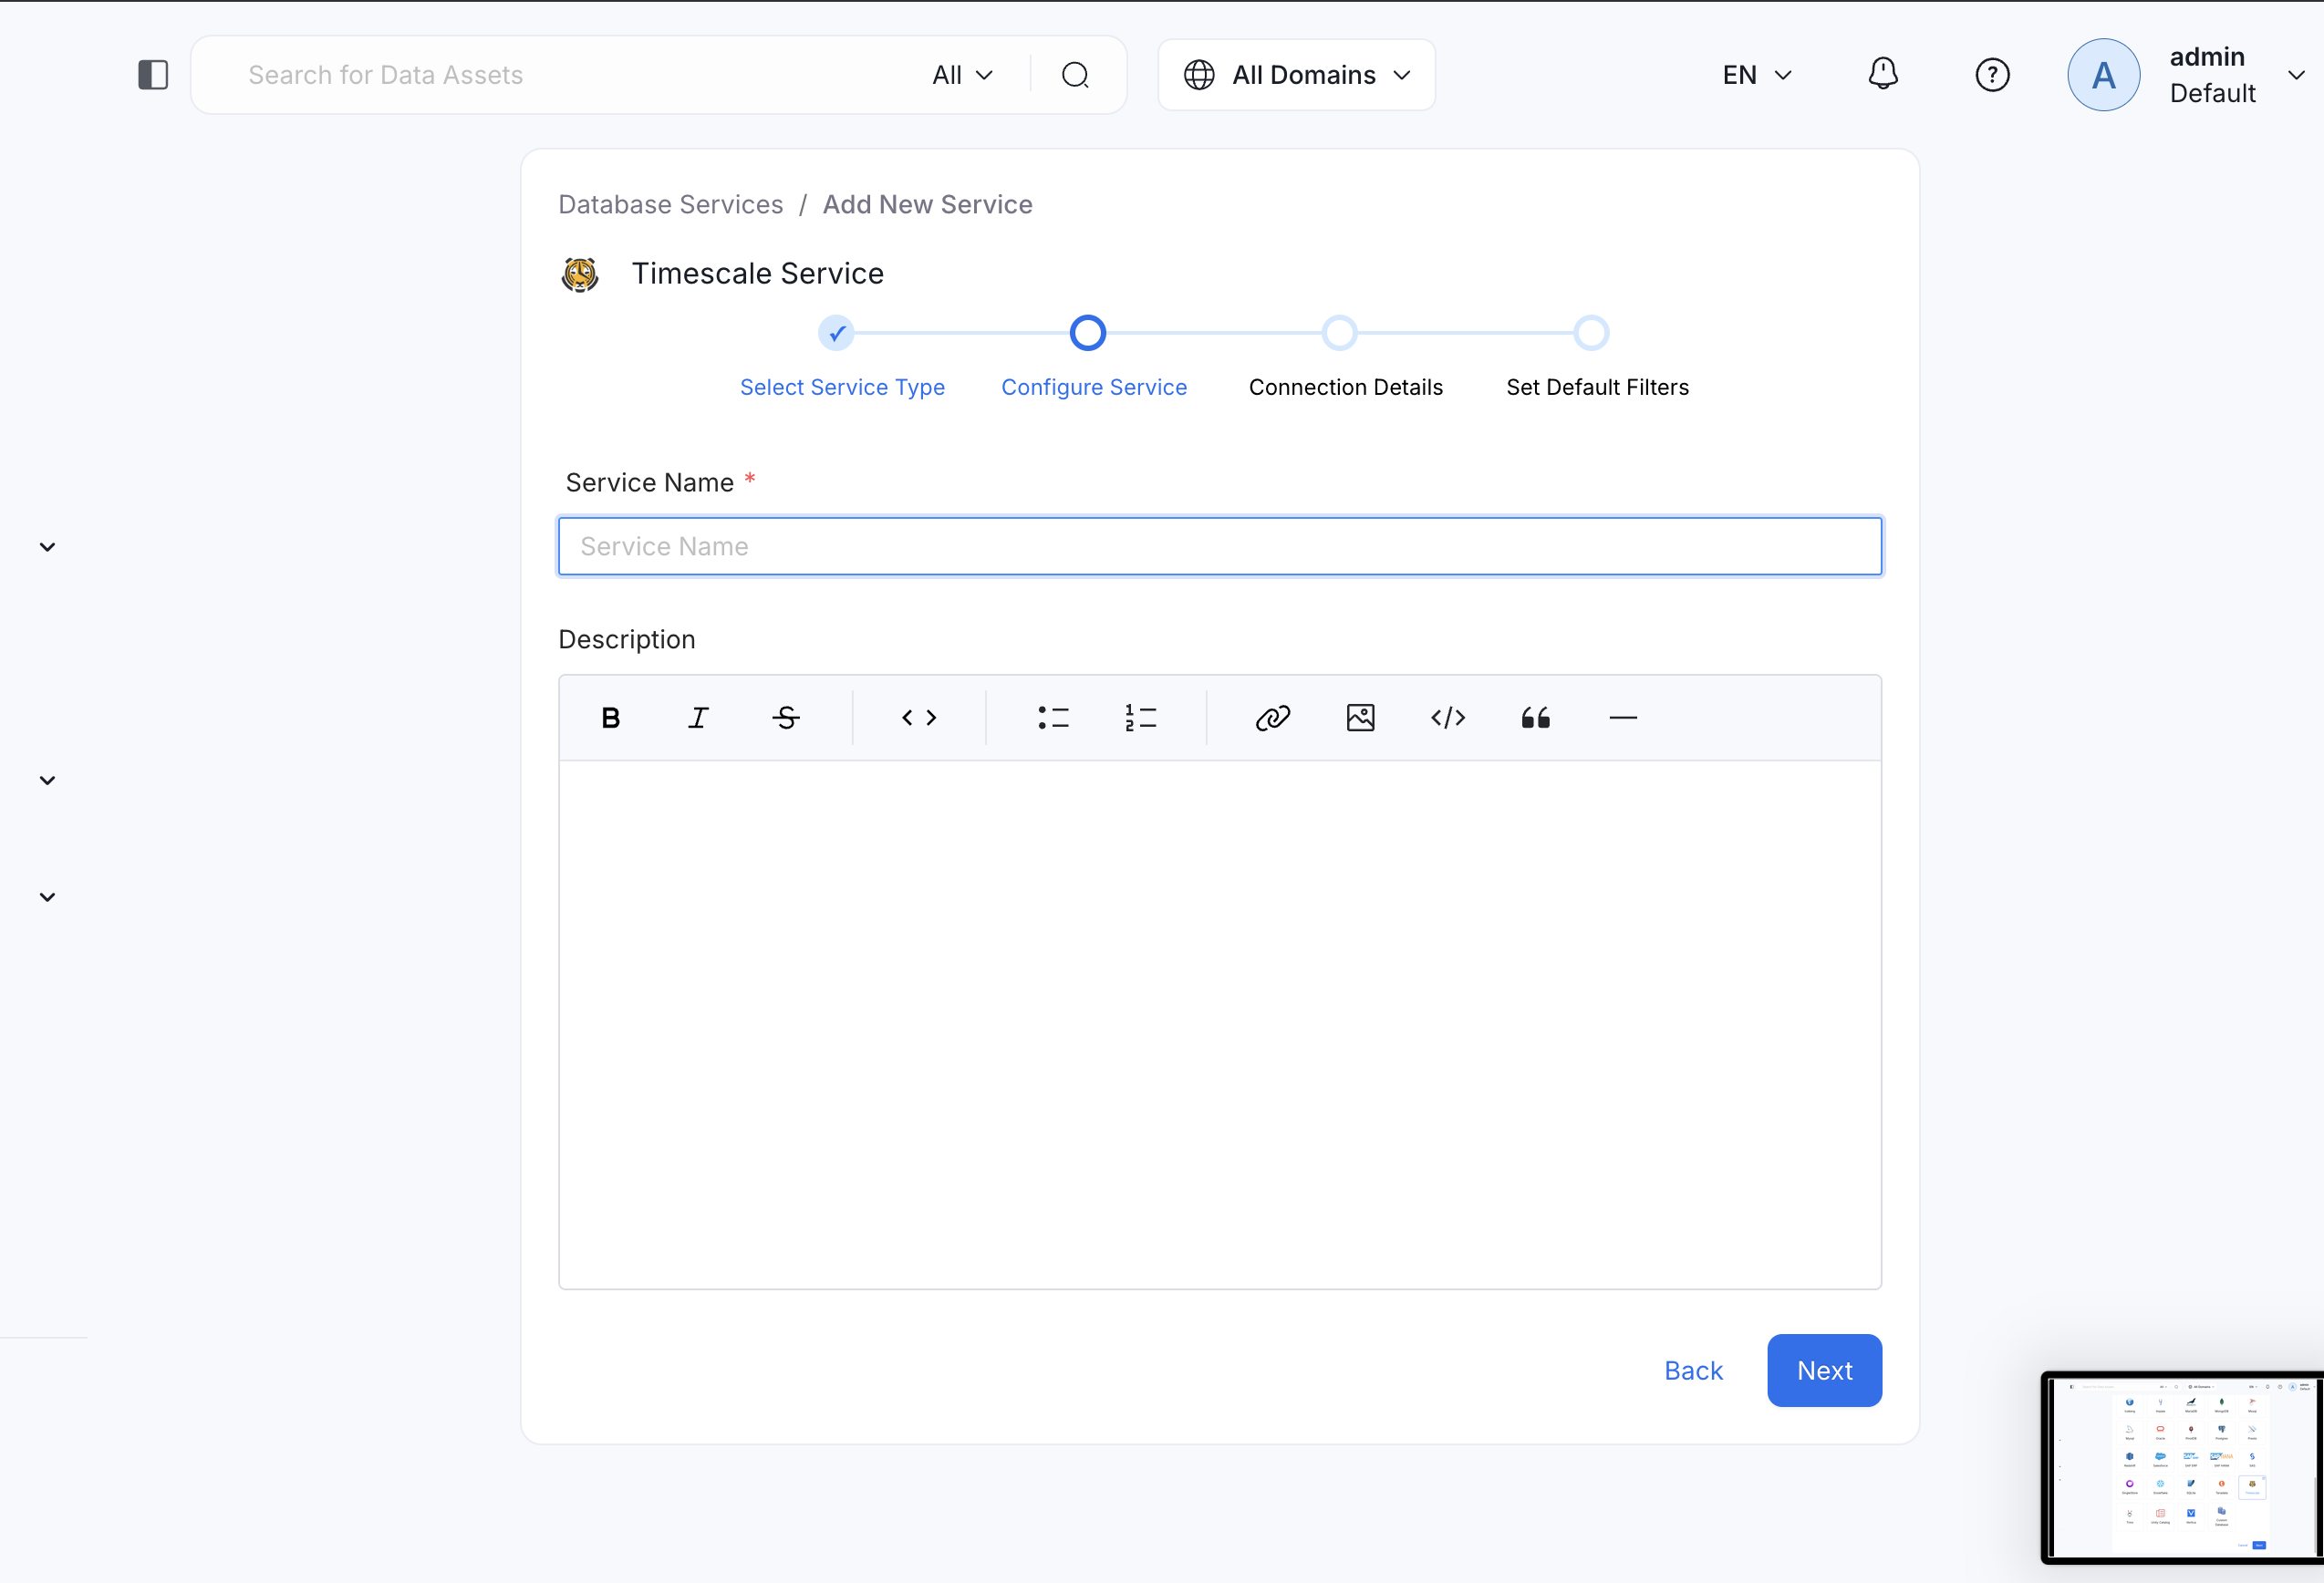 Search for Data Assets
All
All Domains
EN
A
admin
Default
Database Services / Add New Service
Timescale Service
Select Service Type
Configure Service
Connection Details
Set Default Filters
Service Name *
Service Name
Description
Back
Next